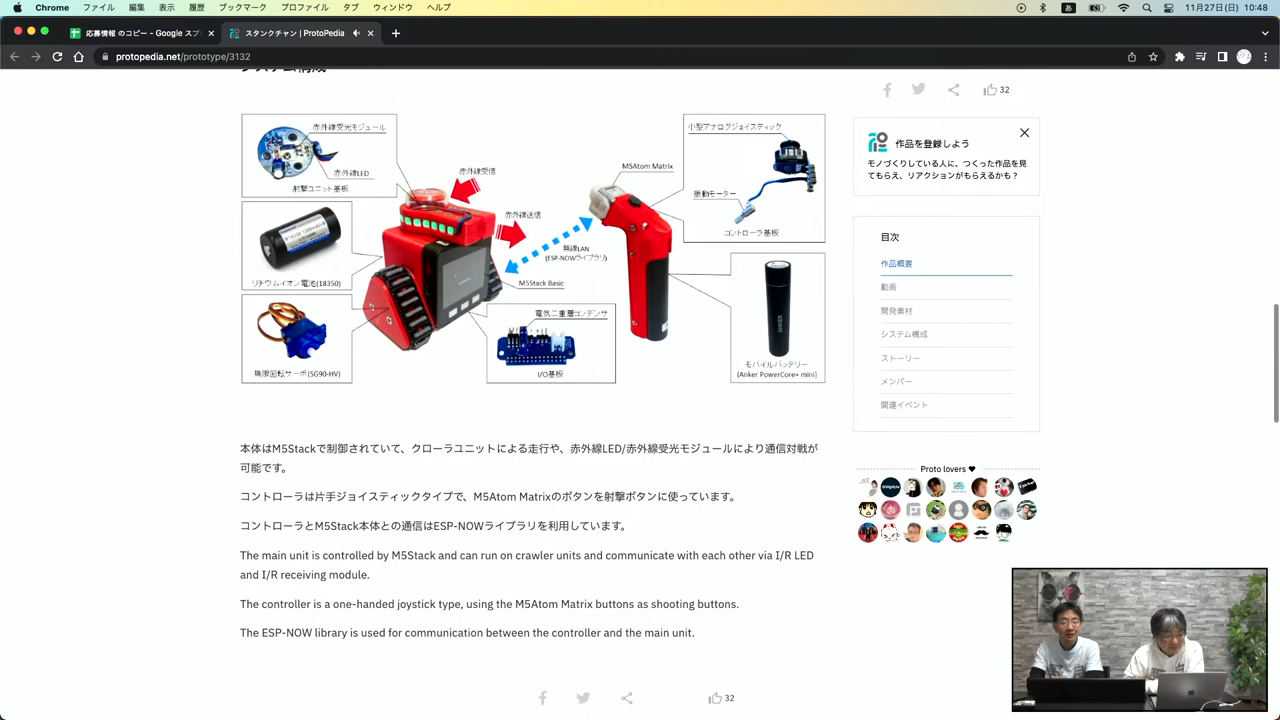 Chrome ファイル 編集 表示 履歴 ブックマーク プロファイル タブ ウィンドウ ヘルプ
あ 11月27日(日) 10:48
応募情報 のコピー - Google スプ
スタンクチャン | ProtoPedia
protopedia.net/prototype/3132
システム構成
32
赤外線受光モジュール
赤外線LED
射撃ユニット基板
リチウムイオン電池(18350)
無限回転サーボ(SG90-HV)
赤外線受信
赤外線送信
無線LAN
(ESP-NOWライブラリ)
M5Stack Basic
電気二重層コンデンサ
I/O基板
M5Atom Matrix
小型アナログジョイスティック
振動モーター
コントローラ基板
ANKER
モバイルバッテリー
(Anker PowerCore+ mini)
本体はM5Stackで制御されていて、クローラユニットによる走行や、赤外線LED/赤外線受光モジュールにより通信対戦が
可能です。
コントローラは片手ジョイスティックタイプで、M5Atom Matrixのボタンを射撃ボタンに使っています。
コントローラとM5Stack本体との通信はESP-NOWライブラリを利用しています。
The main unit is controlled by M5Stack and can run on crawler units and communicate with each other via I/R LED
and I/R receiving module.
The controller is a one-handed joystick type, using the M5Atom Matrix buttons as shooting buttons.
The ESP-NOW library is used for communication between the controller and the main unit.
32
作品を登録しよう
モノづくりしている人に、つくった作品を見
てもらえ、リアクションがもらえるかも？
目次
作品概要
動画
開発素材
システム構成
ストーリー
メンバー
関連イベント
Proto lovers